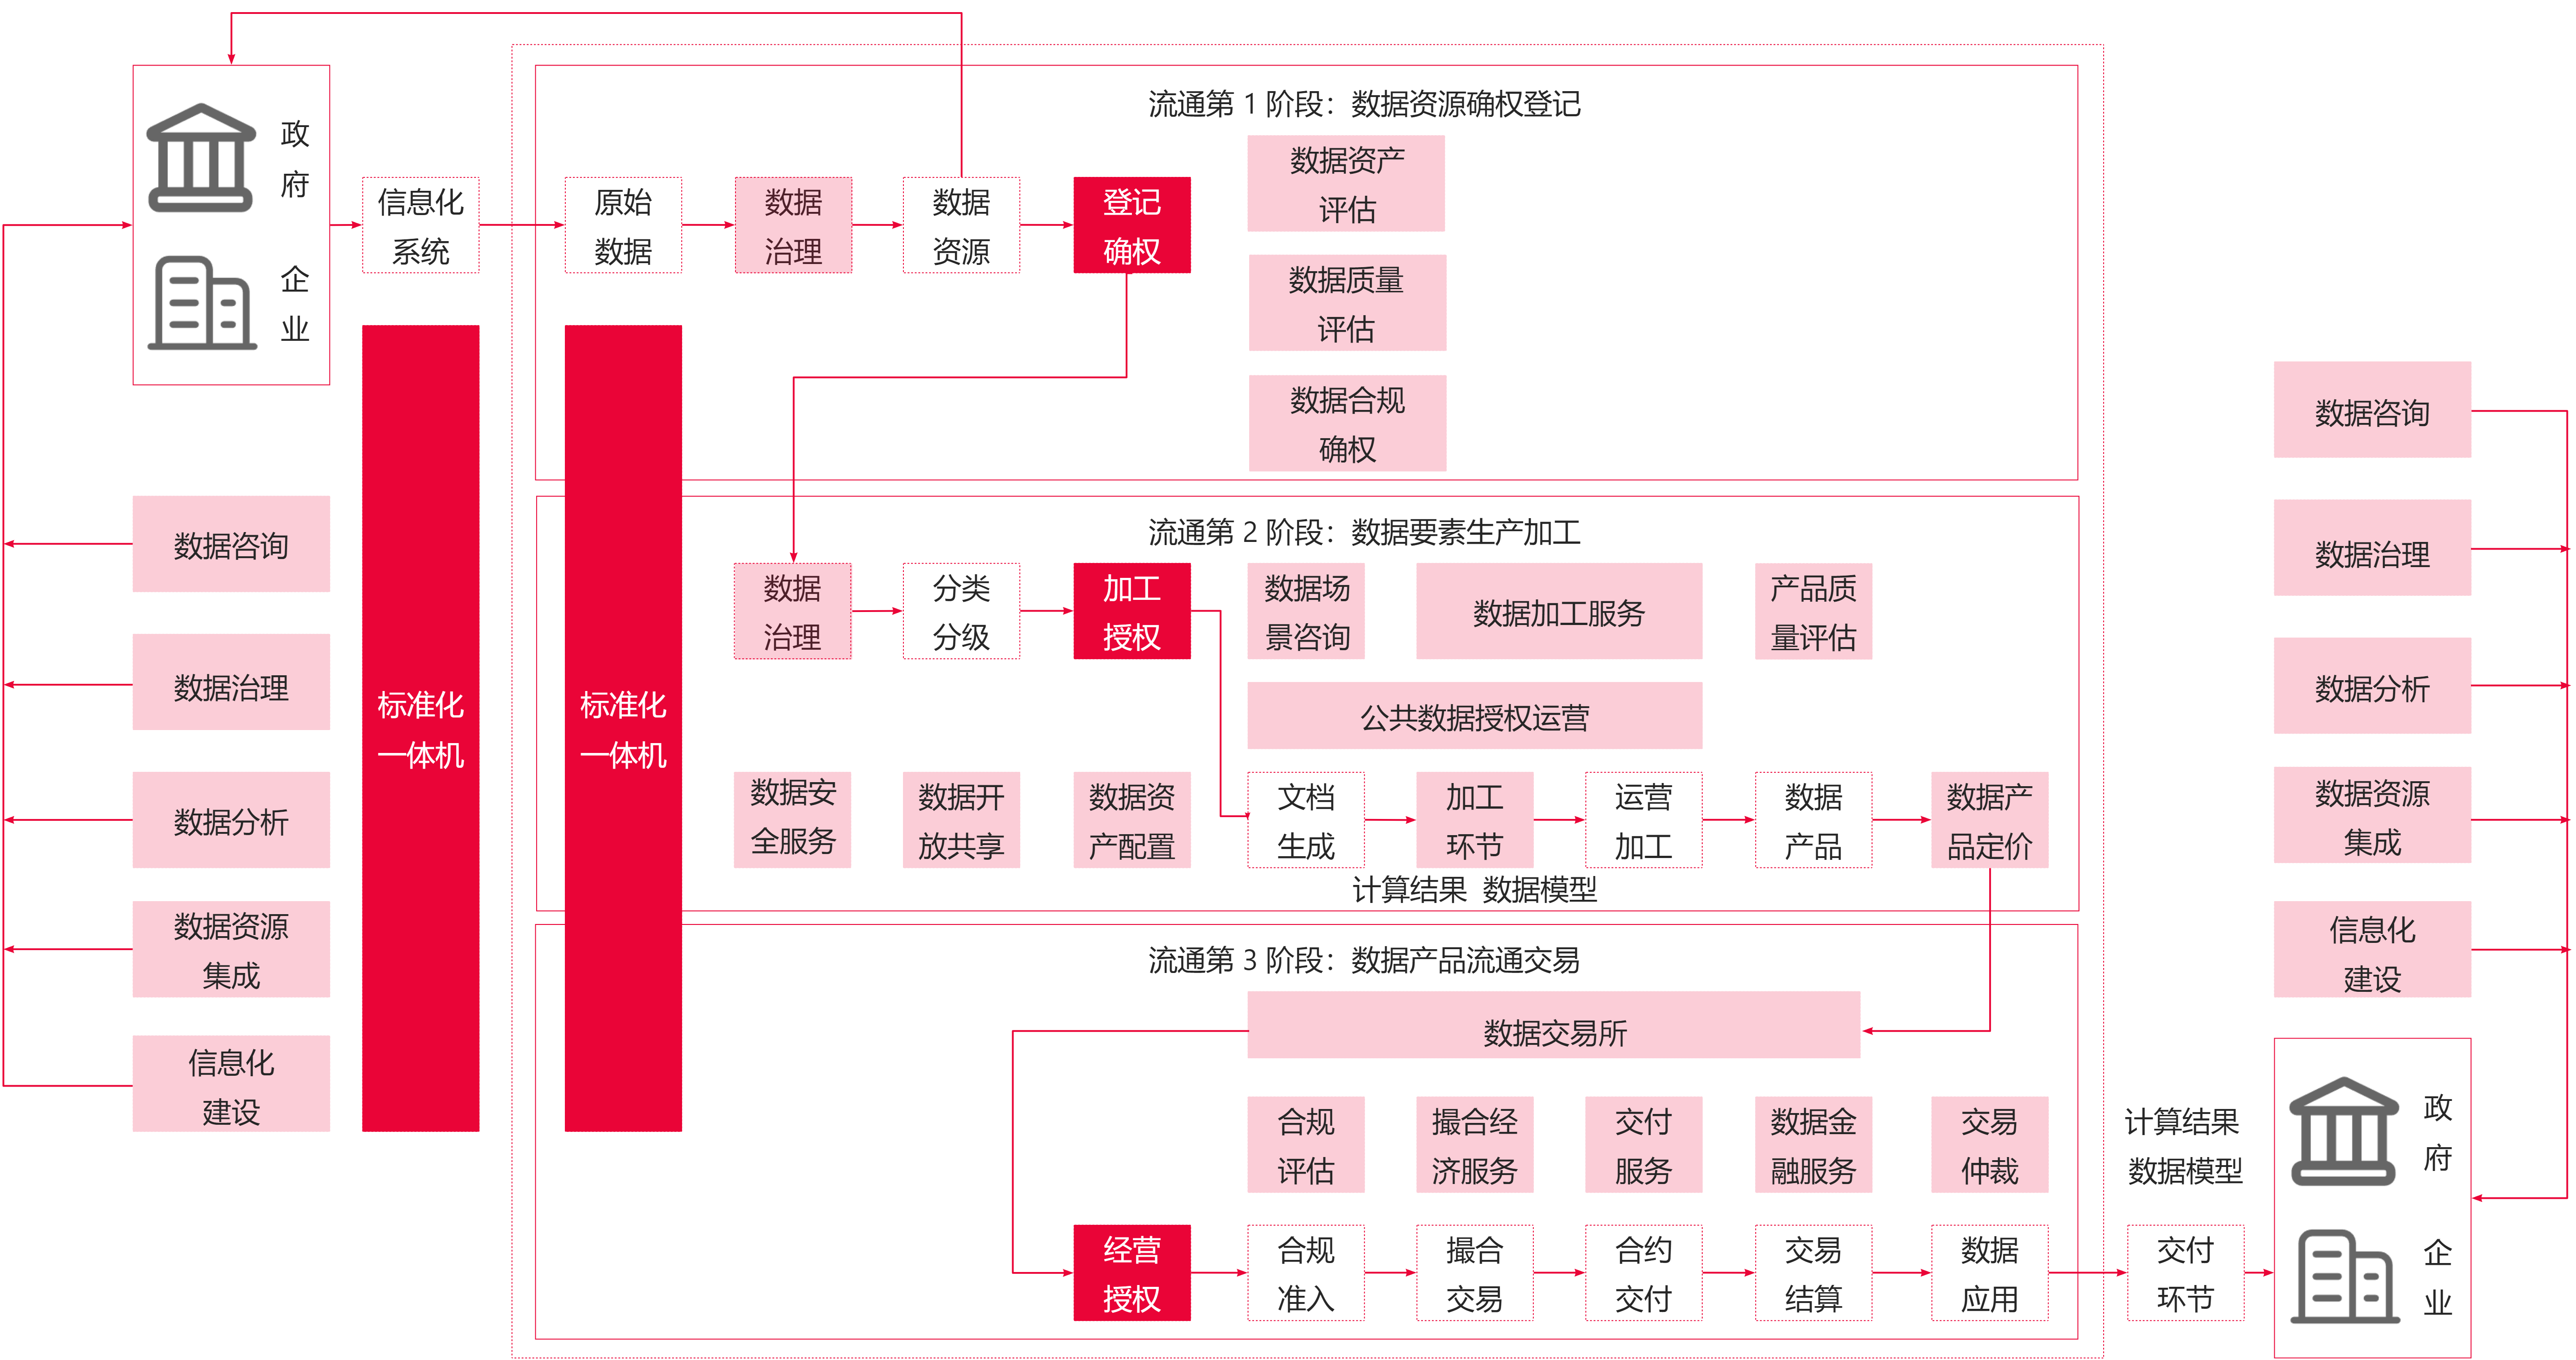 政
府
企
业
信息化
系统
标准化
一体机
数据咨询
数据治理
数据分析
数据资源
集成
信息化
建设
流通第 1 阶段：数据资源确权登记
原始
数据
数据
治理
数据
资源
登记
确权
数据资产
评估
数据质量
评估
数据合规
确权
标准化
一体机
流通第 2 阶段：数据要素生产加工
数据
治理
分类
分级
加工
授权
数据场
景咨询
数据加工服务
产品质
量评估
公共数据授权运营
数据安
全服务
数据开
放共享
数据资
产配置
文档
生成
加工
环节
运营
加工
数据
产品
数据产
品定价
计算结果 数据模型
流通第 3 阶段：数据产品流通交易
数据交易所
合规
评估
撮合经
济服务
交付
服务
数据金
融服务
交易
仲裁
经营
授权
合规
准入
撮合
交易
合约
交付
交易
结算
数据
应用
计算结果
数据模型
交付
环节
数据咨询
数据治理
数据分析
数据资源
集成
信息化
建设
政
府
企
业